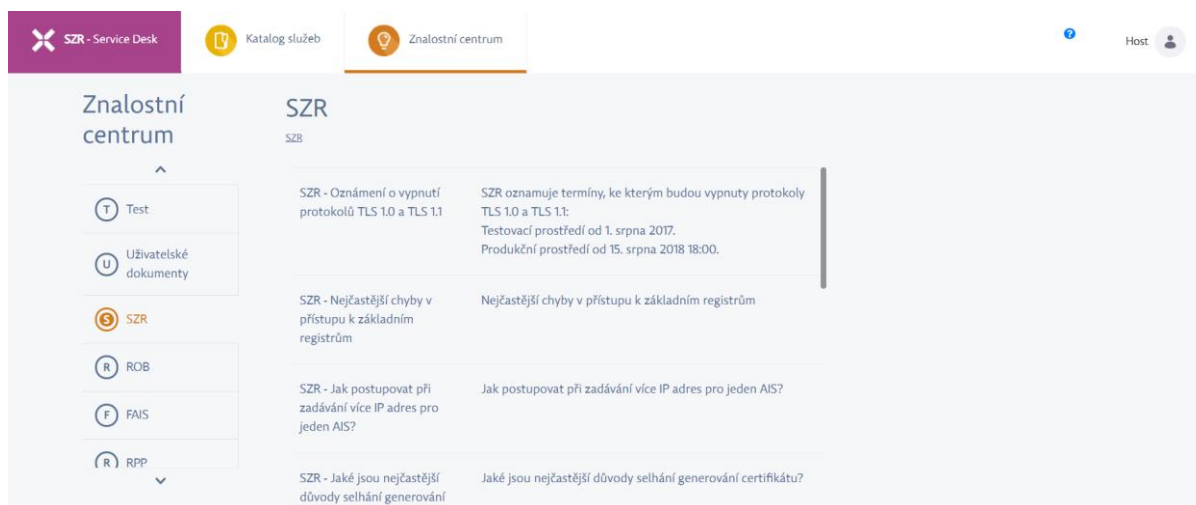 SZR - Service Desk
Katalog služeb
Znalostní centrum
?
Host
Znalostní
centrum
T Test
U Uživatelské
dokumenty
S SZR
R ROB
F FAIS
R RPP
SZR
SZR
SZR - Oznámení o vypnutí
protokolů TLS 1.0 a TLS 1.1
SZR oznamuje termíny, ke kterým budou vypnuty protokoly
TLS 1.0 a TLS 1.1:
Testovací prostředí od 1. srpna 2017.
Produkční prostředí od 15. srpna 2018 18:00.
SZR - Nejčastější chyby v
přístupu k základním
registrům
Nejčastější chyby v přístupu k základním registrům
SZR - Jak postupovat při
zadávání více IP adres pro
jeden AIS?
Jak postupovat při zadávání více IP adres pro jeden AIS?
SZR - Jaké jsou nejčastější
důvody selhání generování
Jaké jsou nejčastější důvody selhání generování certifikátu?